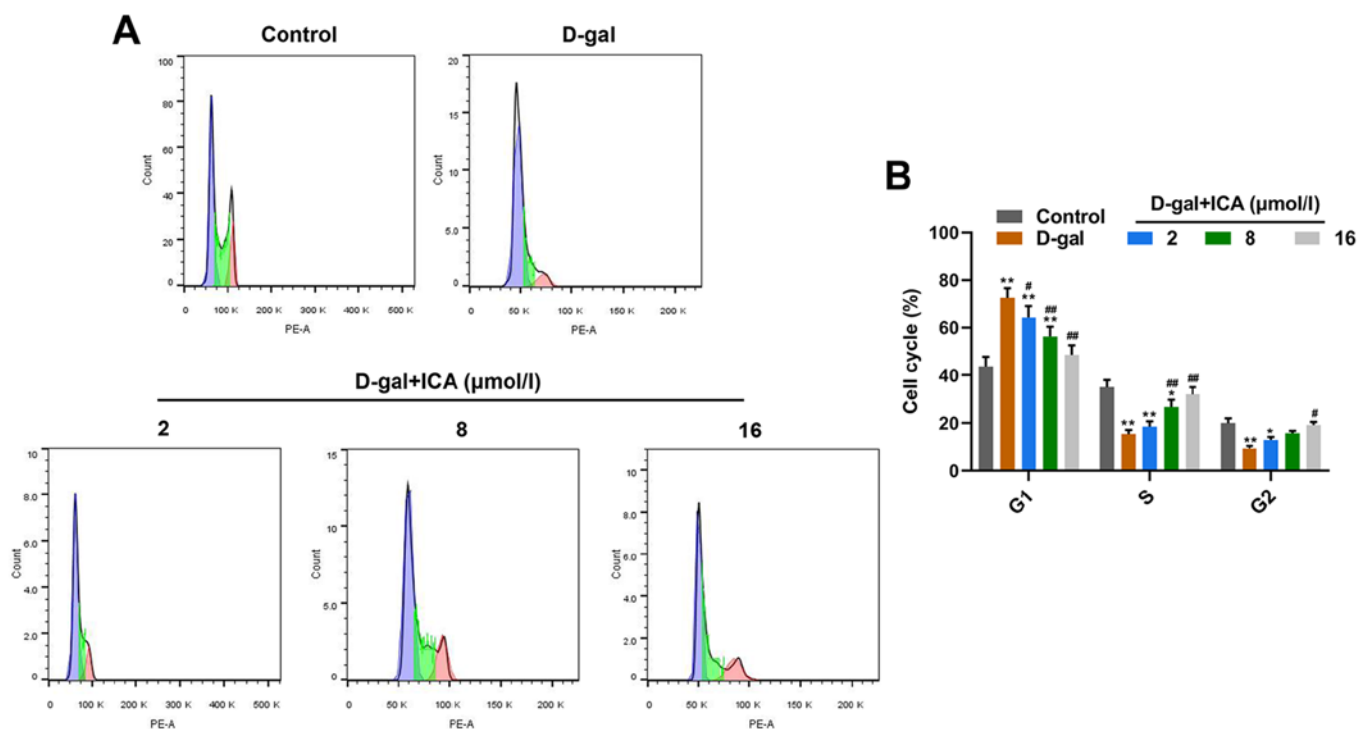 A
Control
D-gal
100
80
60
40
20
0
Count
0 100 K 200 K 300 K 400 K 500 K
PE-A
20
15
10
5.0
0
Count
0 50 K 100 K 150 K 200 K
PE-A
D-gal+ICA (μmol/l)
2
8
16
10
8.0
6.0
4.0
2.0
0
Count
0 100 K 200 K 300 K 400 K 500 K
PE-A
15
10
5.0
0
Count
0 50 K 100 K 150 K 200 K
PE-A
10
8.0
6.0
4.0
2.0
0
Count
0 50 K 100 K 150 K 200 K
PE-A
B
D-gal+ICA (μmol/l)
Control
D-gal
2
8
16
100
80
60
40
20
0
Cell cycle (%)
**
#
**
##
**
##
**
**
##
*
##
**
*
#
G1
S
G2